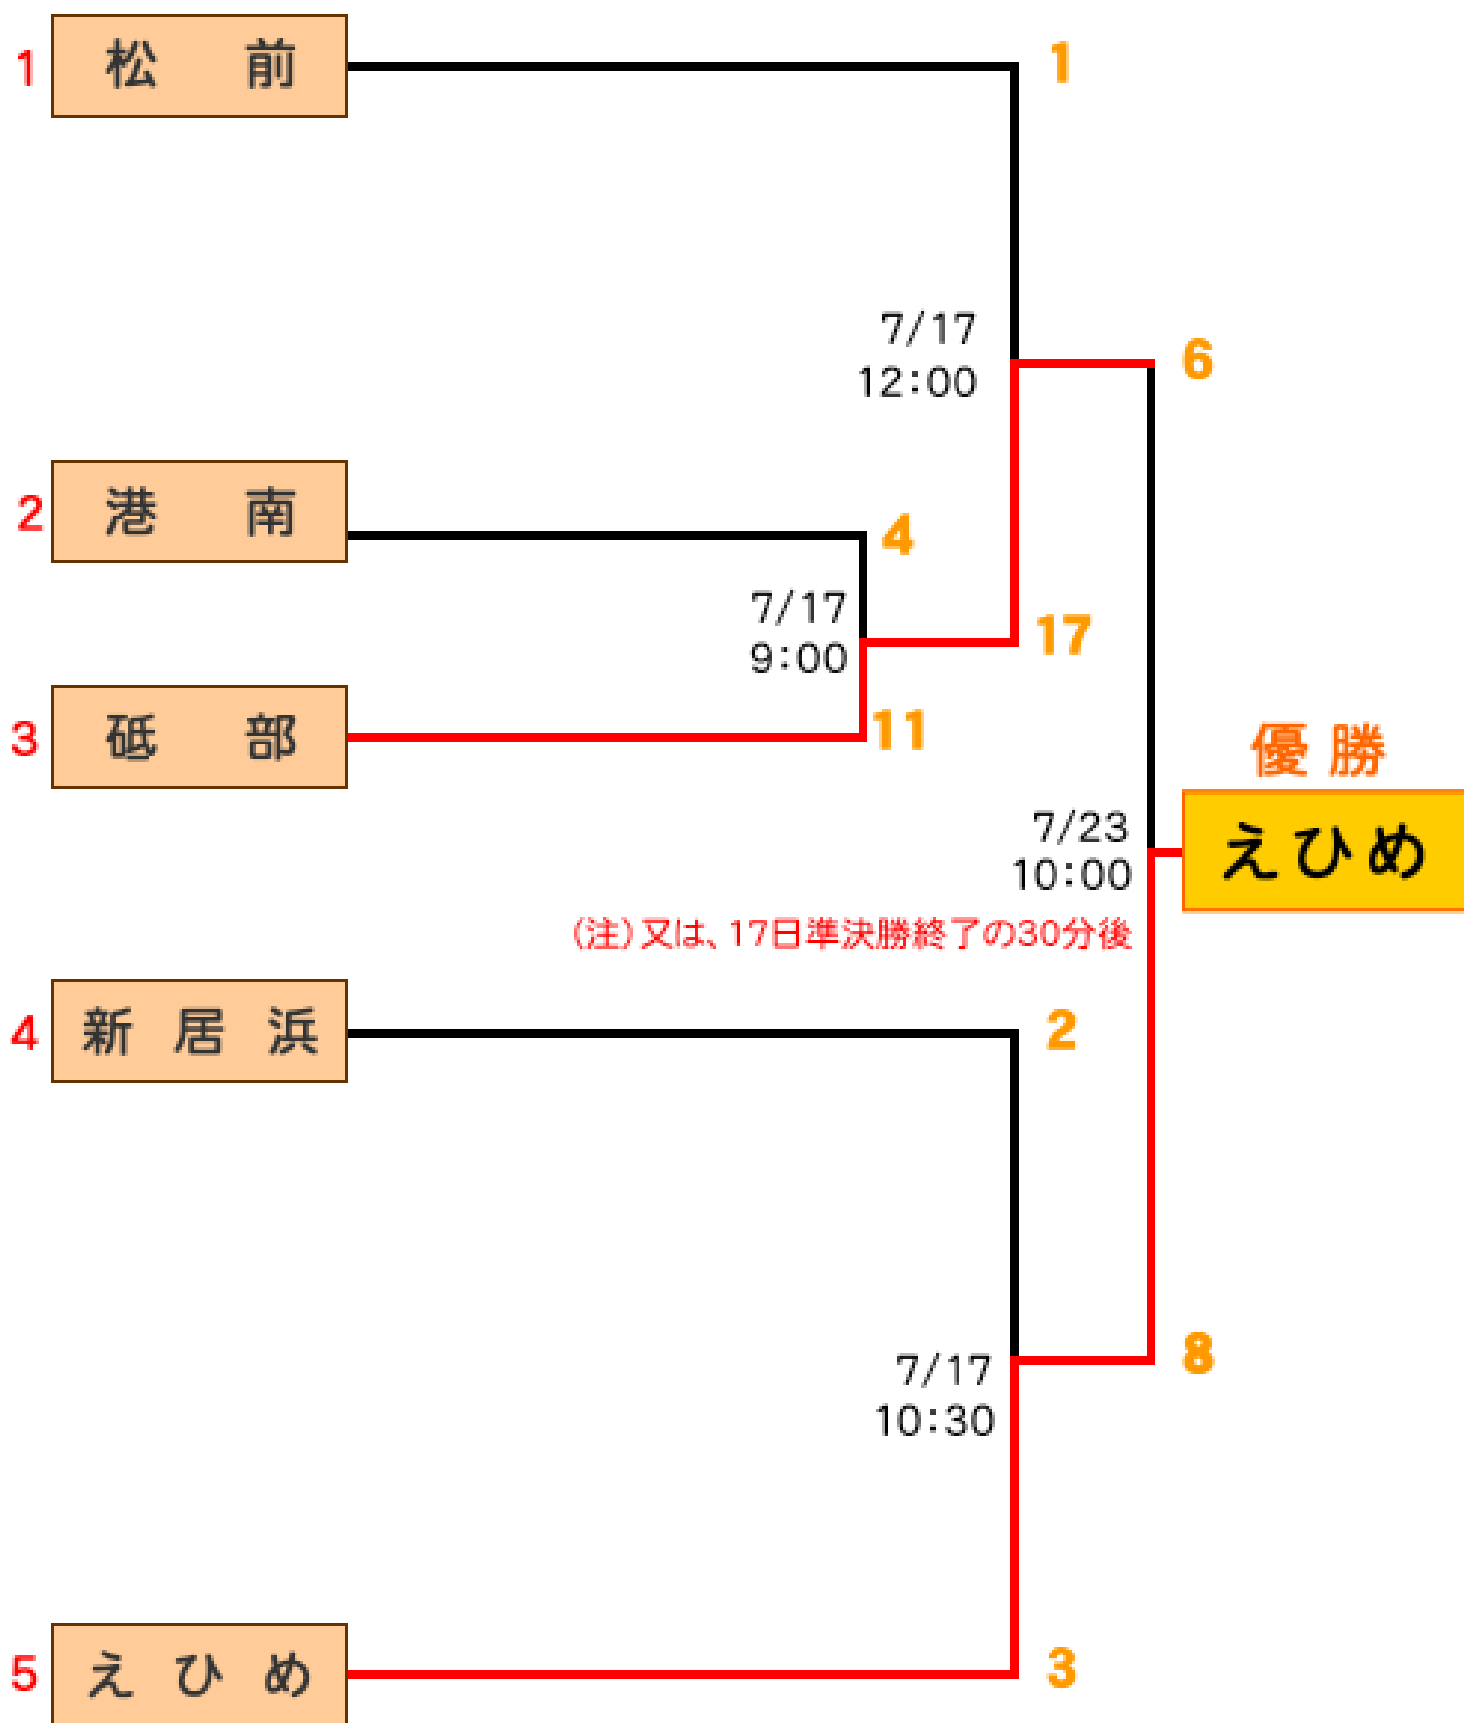 1 松 前 1
7/17
12:00
6
2 港 南 4
7/17
9:00
17
3 砥 部 11
優勝
えひめ
7/23
10:00
(注)又は、17日準決勝終了の30分後
4 新居浜 2
7/17
10:30
8
5 えひめ 3